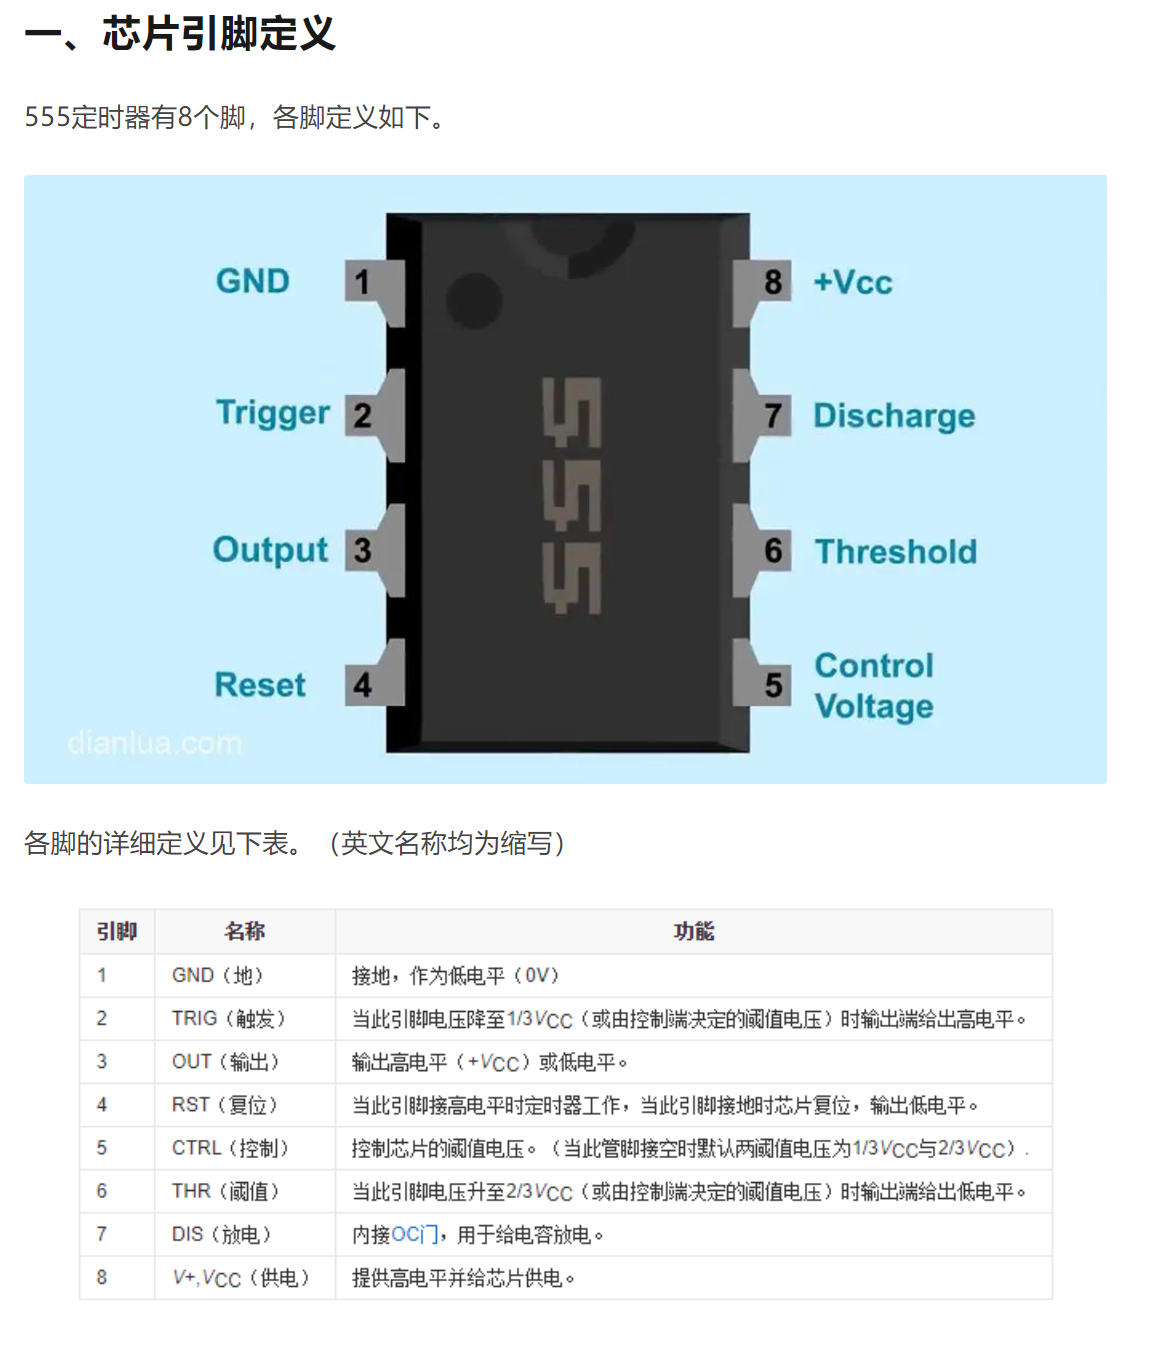 一、芯片引脚定义
555定时器有8个脚，各脚定义如下。
GND 1 8 +Vcc
Trigger 2 7 Discharge
Output 3 6 Threshold
Reset 4 5 Control
Voltage
555
dianlua.com
各脚的详细定义见下表。（英文名称均为缩写）
引脚 名称 功能
1 GND（地） 接地，作为低电平（0V）
2 TRIG（触发） 当此引脚电压降至1/3VCC（或由控制端决定的阈值电压）时输出端给出高电平。
3 OUT（输出） 输出高电平（+VCC）或低电平。
4 RST（复位） 当此引脚接高电平时定时器工作，当此引脚接地时芯片复位，输出低电平。
5 CTRL（控制） 控制芯片的阈值电压。（当此管脚接空时默认两阈值电压为1/3VCC与2/3VCC）.
6 THR（阈值） 当此引脚电压升至2/3VCC（或由控制端决定的阈值电压）时输出端给出低电平。
7 DIS（放电） 内接OC门，用于给电容放电。
8 V+,VCC（供电） 提供高电平并给芯片供电。